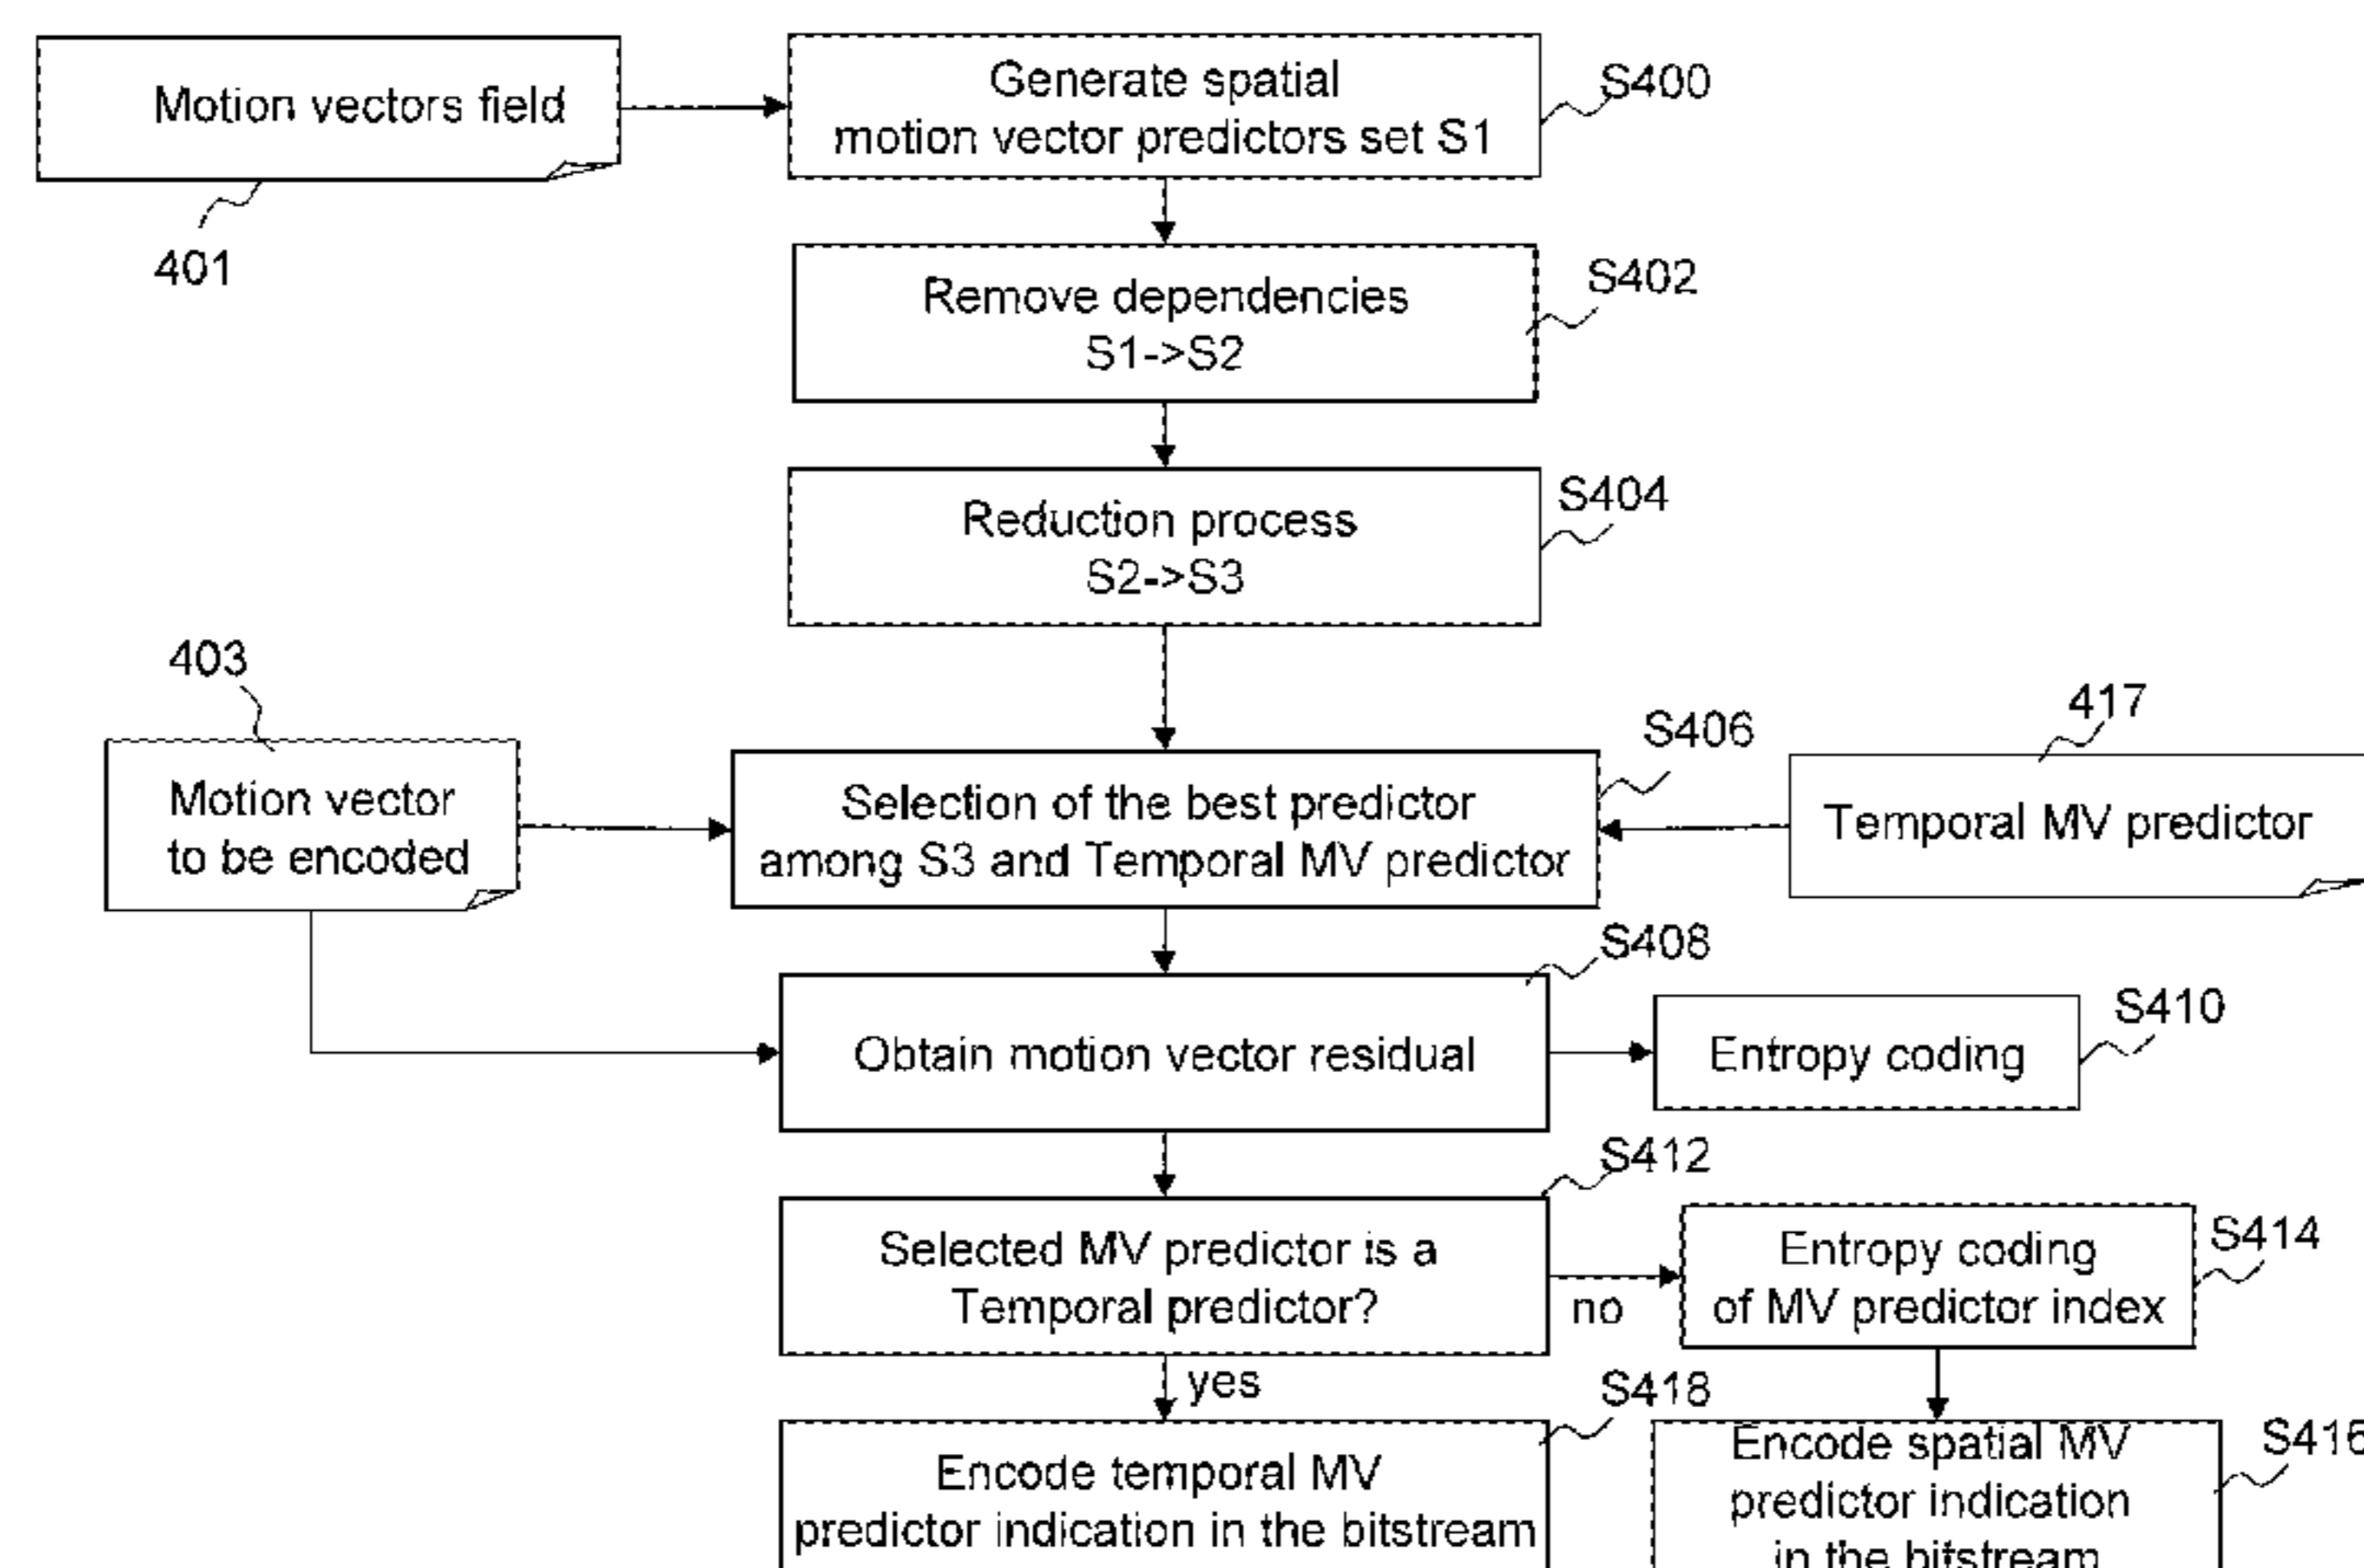 Motion vectors field
401
Generate spatial
motion vector predictors set S1
S400
Remove dependencies
S1->S2
S402
Reduction process
S2->S3
S404
403
Motion vector
to be encoded
Selection of the best predictor
among S3 and Temporal MV predictor
S406
417
Temporal MV predictor
Obtain motion vector residual
S408
Entropy coding
S410
Selected MV predictor is a
Temporal predictor?
S412
no
Entropy coding
of MV predictor index
S414
yes
Encode temporal MV
predictor indication in the bitstream
S418
Encode spatial MV
predictor indication
in the bitstream
S416